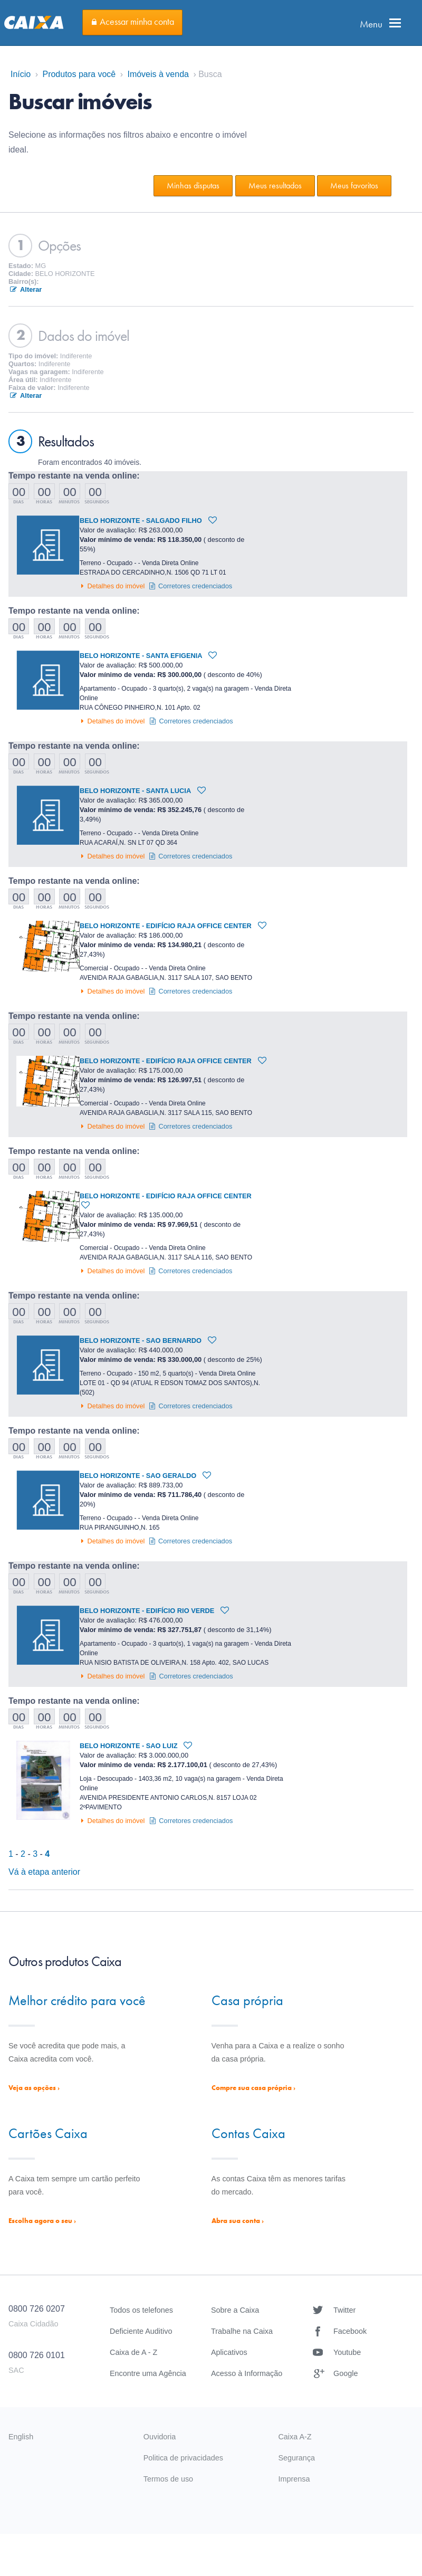 CAIXA
Acessar minha conta
Menu
Início › Produtos para você › Imóveis à venda › Busca
Buscar imóveis
Selecione as informações nos filtros abaixo e encontre o imóvel
ideal.
Minhas disputas
Meus resultados
Meus favoritos
1 Opções
Estado: MG
Cidade: BELO HORIZONTE
Bairro(s):
Alterar
2 Dados do imóvel
Tipo do imóvel: Indiferente
Quartos: Indiferente
Vagas na garagem: Indiferente
Área útil: Indiferente
Faixa de valor: Indiferente
Alterar
3 Resultados
Foram encontrados 40 imóveis.
Tempo restante na venda online:
00 00 00 00
DIAS HORAS MINUTOS SEGUNDOS
BELO HORIZONTE - SALGADO FILHO
Valor de avaliação: R$ 263.000,00
Valor mínimo de venda: R$ 118.350,00 ( desconto de
55%)
Terreno - Ocupado - - Venda Direta Online
ESTRADA DO CERCADINHO,N. 1506 QD 71 LT 01
Detalhes do imóvel Corretores credenciados
Tempo restante na venda online:
00 00 00 00
DIAS HORAS MINUTOS SEGUNDOS
BELO HORIZONTE - SANTA EFIGENIA
Valor de avaliação: R$ 500.000,00
Valor mínimo de venda: R$ 300.000,00 ( desconto de 40%)
Apartamento - Ocupado - 3 quarto(s), 2 vaga(s) na garagem - Venda Direta
Online
RUA CÔNEGO PINHEIRO,N. 101 Apto. 02
Detalhes do imóvel Corretores credenciados
Tempo restante na venda online:
00 00 00 00
DIAS HORAS MINUTOS SEGUNDOS
BELO HORIZONTE - SANTA LUCIA
Valor de avaliação: R$ 365.000,00
Valor mínimo de venda: R$ 352.245,76 ( desconto de
3,49%)
Terreno - Ocupado - - Venda Direta Online
RUA ACARAÍ,N. SN LT 07 QD 364
Detalhes do imóvel Corretores credenciados
Tempo restante na venda online:
00 00 00 00
DIAS HORAS MINUTOS SEGUNDOS
BELO HORIZONTE - EDIFÍCIO RAJA OFFICE CENTER
Valor de avaliação: R$ 186.000,00
Valor mínimo de venda: R$ 134.980,21 ( desconto de
27,43%)
Comercial - Ocupado - - Venda Direta Online
AVENIDA RAJA GABAGLIA,N. 3117 SALA 107, SAO BENTO
Detalhes do imóvel Corretores credenciados
Tempo restante na venda online:
00 00 00 00
DIAS HORAS MINUTOS SEGUNDOS
BELO HORIZONTE - EDIFÍCIO RAJA OFFICE CENTER
Valor de avaliação: R$ 175.000,00
Valor mínimo de venda: R$ 126.997,51 ( desconto de
27,43%)
Comercial - Ocupado - - Venda Direta Online
AVENIDA RAJA GABAGLIA,N. 3117 SALA 115, SAO BENTO
Detalhes do imóvel Corretores credenciados
Tempo restante na venda online:
00 00 00 00
DIAS HORAS MINUTOS SEGUNDOS
BELO HORIZONTE - EDIFÍCIO RAJA OFFICE CENTER
Valor de avaliação: R$ 135.000,00
Valor mínimo de venda: R$ 97.969,51 ( desconto de
27,43%)
Comercial - Ocupado - - Venda Direta Online
AVENIDA RAJA GABAGLIA,N. 3117 SALA 116, SAO BENTO
Detalhes do imóvel Corretores credenciados
Tempo restante na venda online:
00 00 00 00
DIAS HORAS MINUTOS SEGUNDOS
BELO HORIZONTE - SAO BERNARDO
Valor de avaliação: R$ 440.000,00
Valor mínimo de venda: R$ 330.000,00 ( desconto de 25%)
Terreno - Ocupado - 150 m2, 5 quarto(s) - Venda Direta Online
LOTE 01 - QD 94 (ATUAL R EDSON TOMAZ DOS SANTOS),N.
(502)
Detalhes do imóvel Corretores credenciados
Tempo restante na venda online:
00 00 00 00
DIAS HORAS MINUTOS SEGUNDOS
BELO HORIZONTE - SAO GERALDO
Valor de avaliação: R$ 889.733,00
Valor mínimo de venda: R$ 711.786,40 ( desconto de
20%)
Terreno - Ocupado - - Venda Direta Online
RUA PIRANGUINHO,N. 165
Detalhes do imóvel Corretores credenciados
Tempo restante na venda online:
00 00 00 00
DIAS HORAS MINUTOS SEGUNDOS
BELO HORIZONTE - EDIFÍCIO RIO VERDE
Valor de avaliação: R$ 476.000,00
Valor mínimo de venda: R$ 327.751,87 ( desconto de 31,14%)
Apartamento - Ocupado - 3 quarto(s), 1 vaga(s) na garagem - Venda Direta
Online
RUA NISIO BATISTA DE OLIVEIRA,N. 158 Apto. 402, SAO LUCAS
Detalhes do imóvel Corretores credenciados
Tempo restante na venda online:
00 00 00 00
DIAS HORAS MINUTOS SEGUNDOS
BELO HORIZONTE - SAO LUIZ
Valor de avaliação: R$ 3.000.000,00
Valor mínimo de venda: R$ 2.177.100,01 ( desconto de 27,43%)
Loja - Desocupado - 1403,36 m2, 10 vaga(s) na garagem - Venda Direta
Online
AVENIDA PRESIDENTE ANTONIO CARLOS,N. 8157 LOJA 02
2ºPAVIMENTO
Detalhes do imóvel Corretores credenciados
1 - 2 - 3 - 4
Vá à etapa anterior
Outros produtos Caixa
Melhor crédito para você
Se você acredita que pode mais, a
Caixa acredita com você.
Veja as opções ›
Casa própria
Venha para a Caixa e a realize o sonho
da casa própria.
Compre sua casa própria ›
Cartões Caixa
A Caixa tem sempre um cartão perfeito
para você.
Escolha agora o seu ›
Contas Caixa
As contas Caixa têm as menores tarifas
do mercado.
Abra sua conta ›
0800 726 0207
Caixa Cidadão
0800 726 0101
SAC
Todos os telefones
Deficiente Auditivo
Caixa de A - Z
Encontre uma Agência
Sobre a Caixa
Trabalhe na Caixa
Aplicativos
Acesso à Informação
Twitter
Facebook
Youtube
Google
English
Ouvidoria
Politica de privacidades
Termos de uso
Caixa A-Z
Segurança
Imprensa